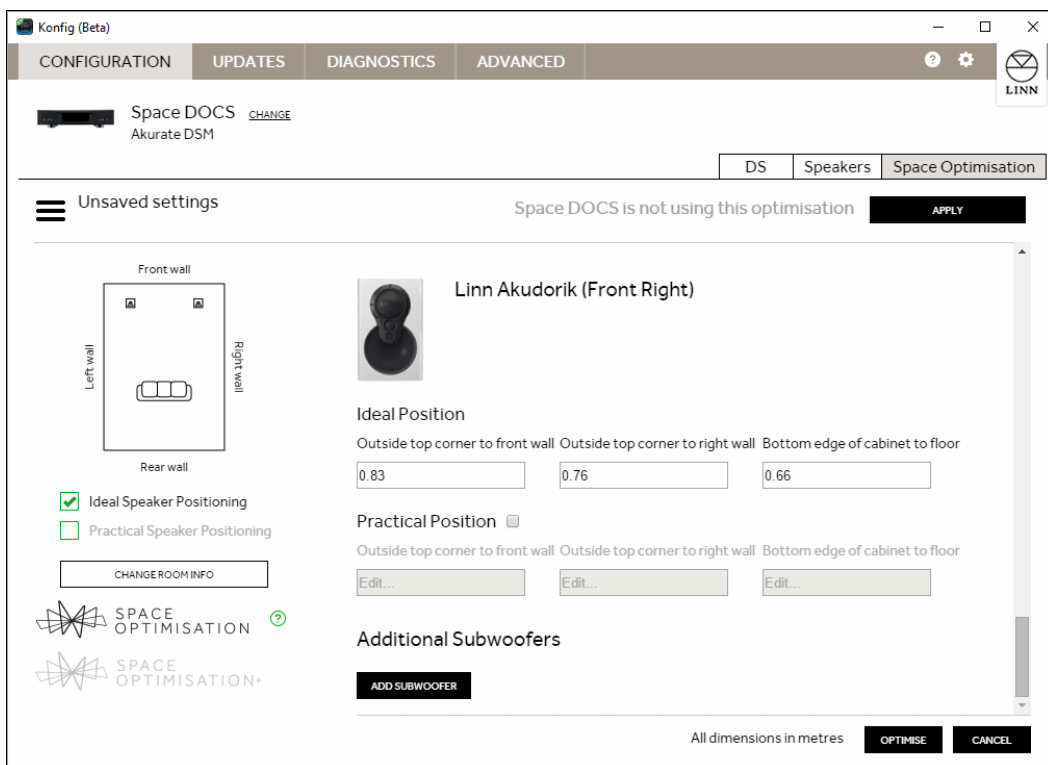 Konfig (Beta)
CONFIGURATION UPDATES DIAGNOSTICS ADVANCED ?
LINN
Space DOCS CHANGE
Akurate DSM
DS Speakers Space Optimisation
Unsaved settings
Space DOCS is not using this optimisation APPLY
Front wall
Left wall
Right wall
Rear wall
Ideal Speaker Positioning
Practical Speaker Positioning
CHANGE ROOM INFO
SPACE
OPTIMISATION ?
SPACE
OPTIMISATION+
Linn Akudorik (Front Right)
Ideal Position
Outside top corner to front wall Outside top corner to right wall Bottom edge of cabinet to floor
0.83 0.76 0.66
Practical Position
Outside top corner to front wall Outside top corner to right wall Bottom edge of cabinet to floor
Edit... Edit... Edit...
Additional Subwoofers
ADD SUBWOOFER
All dimensions in metres OPTIMISE CANCEL